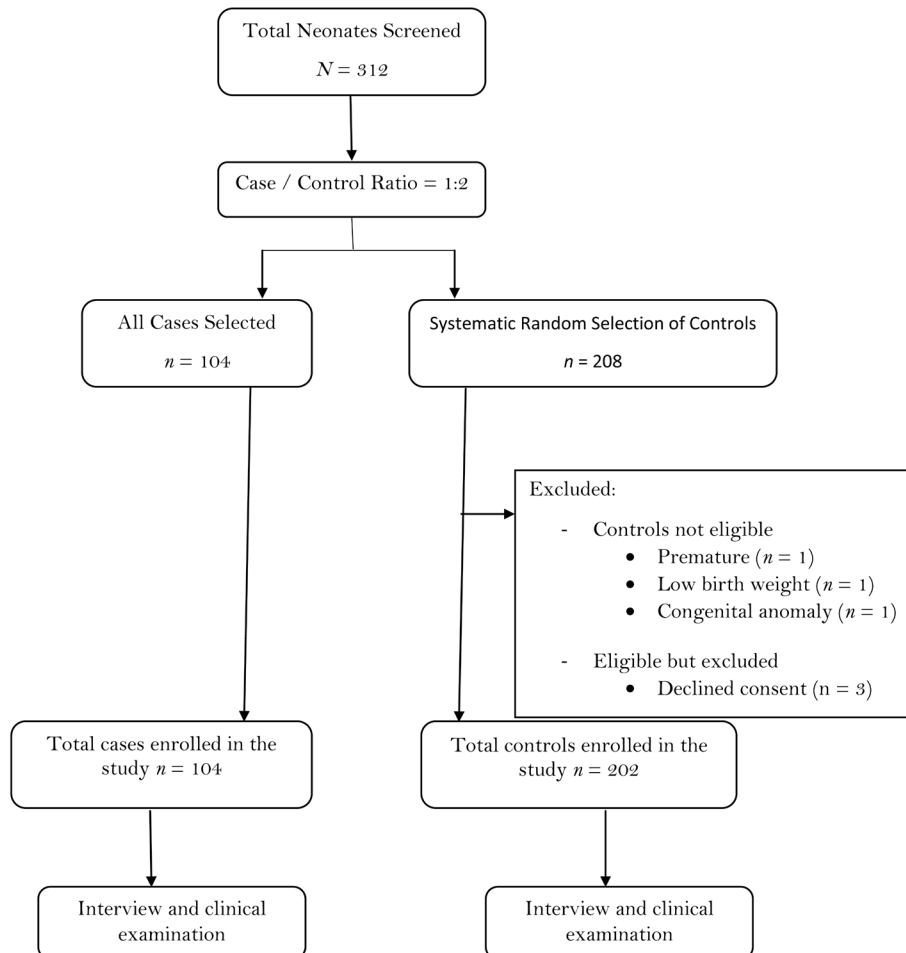 Total Neonates Screened
N = 312
Case / Control Ratio = 1:2
All Cases Selected
n = 104
Systematic Random Selection of Controls
n = 208
Excluded:
- Controls not eligible
• Premature (n = 1)
• Low birth weight (n = 1)
• Congenital anomaly (n = 1)
- Eligible but excluded
• Declined consent (n = 3)
Total cases enrolled in the
study n = 104
Total controls enrolled in the
study n = 202
Interview and clinical
examination
Interview and clinical
examination